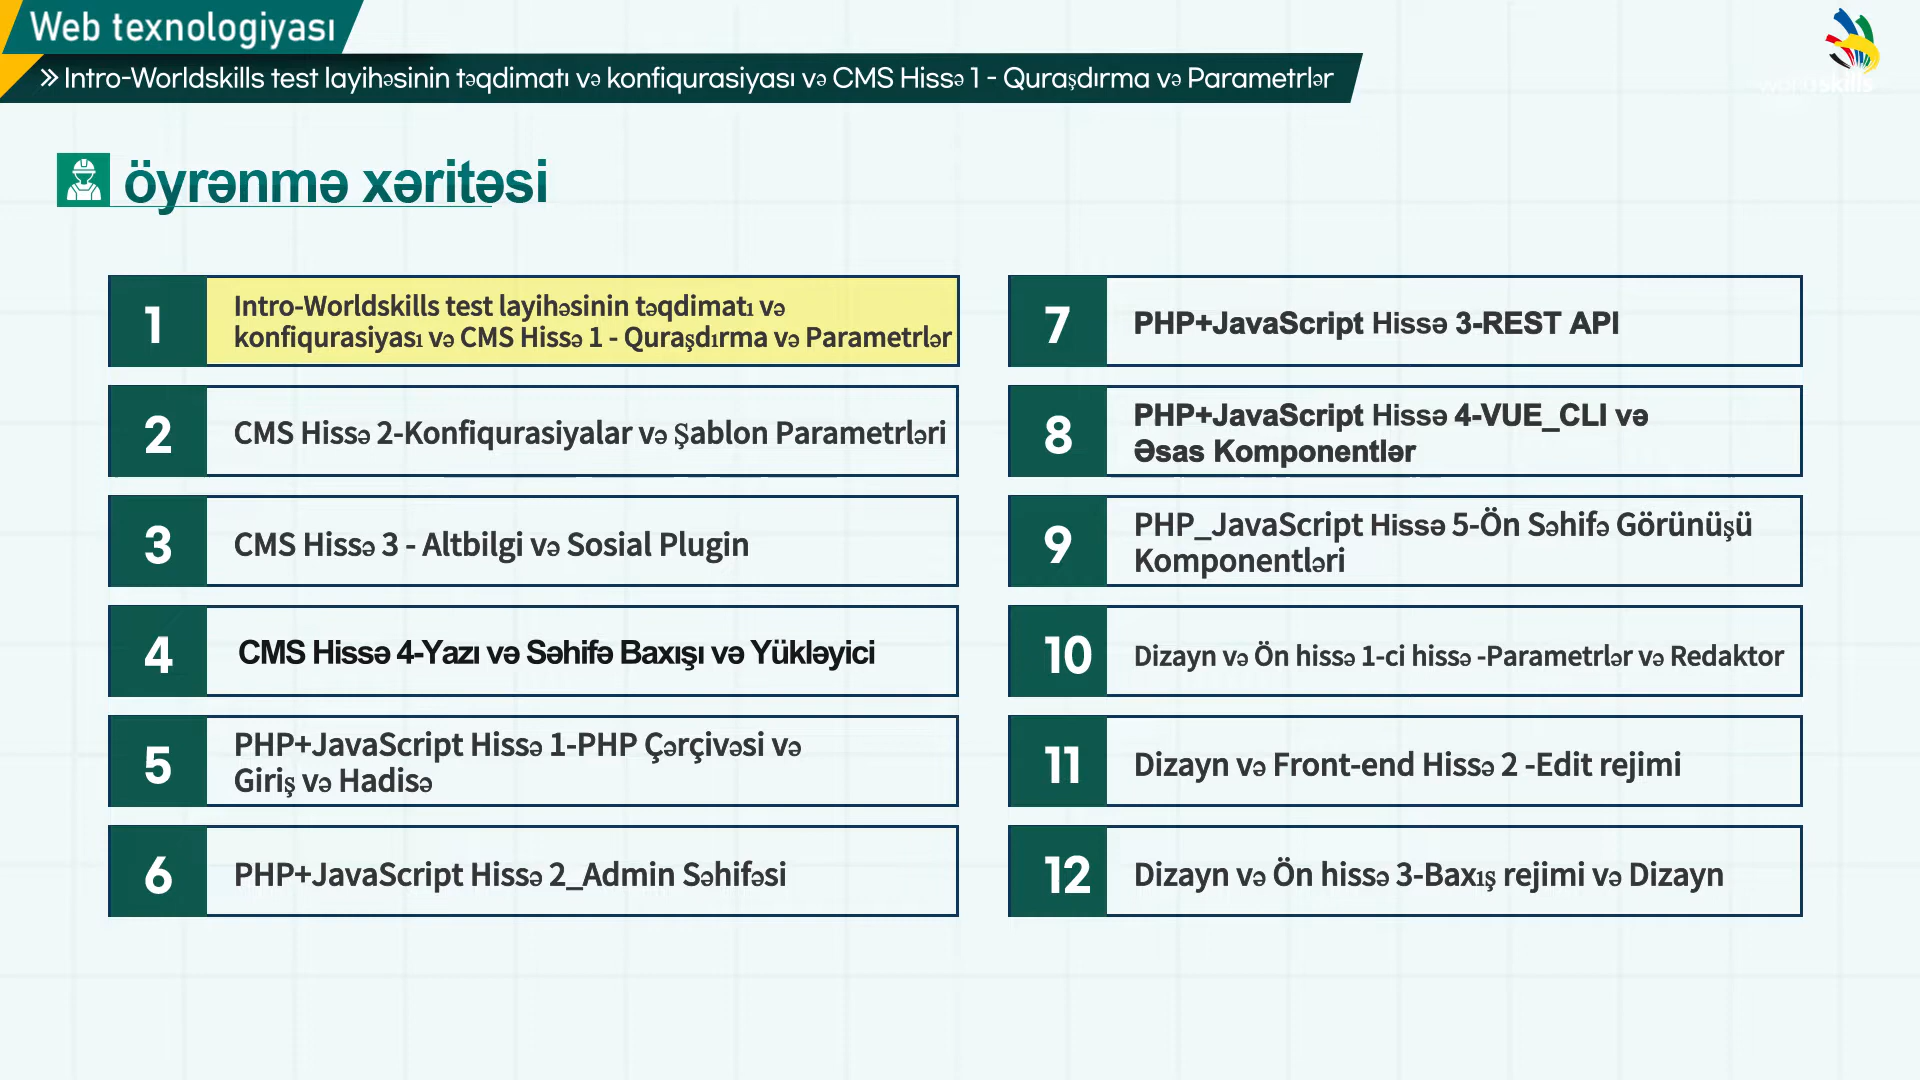 Web texnologiyası
Intro-Worldskills test layihəsinin təqdimatı və konfiqurasiyası və CMS Hissə 1 - Quraşdırma və Parametrlər
world skills
öyrənmə xəritəsi
1
Intro-Worldskills test layihəsinin təqdimatı və
konfiqurasiyası və CMS Hissə 1 - Quraşdırma və Parametrlər
2
CMS Hissə 2-Konfiqurasiyalar və Şablon Parametrləri
3
CMS Hissə 3 - Altbilgi və Sosial Plugin
4
CMS Hissə 4-Yazı və Səhifə Baxışı və Yükləyici
5
PHP+JavaScript Hissə 1-PHP Çərçivəsi və
Giriş və Hadisə
6
PHP+JavaScript Hissə 2_Admin Səhifəsi
7
PHP+JavaScript Hissə 3-REST API
8
PHP+JavaScript Hissə 4-VUE_CLI və
Əsas Komponentlər
9
PHP_JavaScript Hissə 5-Ön Səhifə Görünüşü
Komponentləri
10
Dizayn və Ön hissə 1-ci hissə -Parametrlər və Redaktor
11
Dizayn və Front-end Hissə 2 -Edit rejimi
12
Dizayn və Ön hissə 3-Baxış rejimi və Dizayn